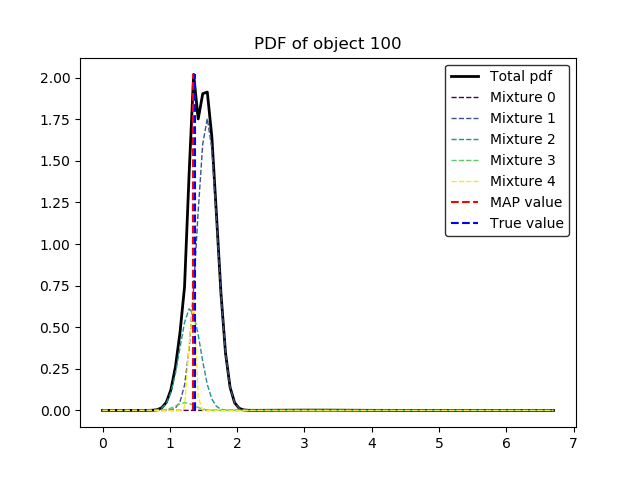 PDF of object 100
2.00
1.75
1.50
1.25
1.00
0.75
0.50
0.25
0.00
0 1 2 3 4 5 6 7
Total pdf
Mixture 0
Mixture 1
Mixture 2
Mixture 3
Mixture 4
MAP value
True value